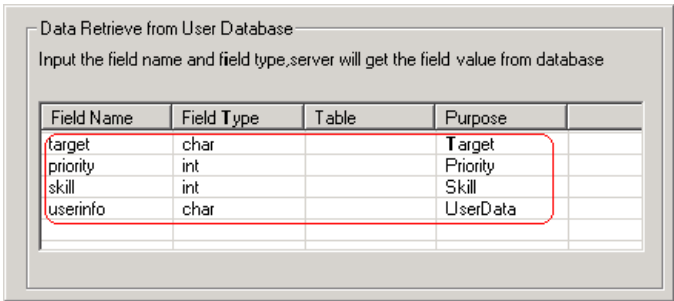 Data Retrieve from User Database
Input the field name and field type,server will get the field value from database
Field Name Field Type Table Purpose
target char Target
priority int Priority
skill int Skill
userinfo char UserData